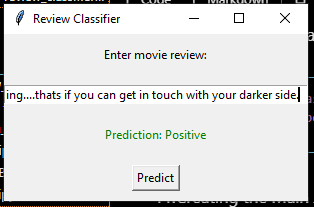 Review Classifier
Enter movie review:
ing....thats if you can get in touch with your darker side.
Prediction: Positive
Predict